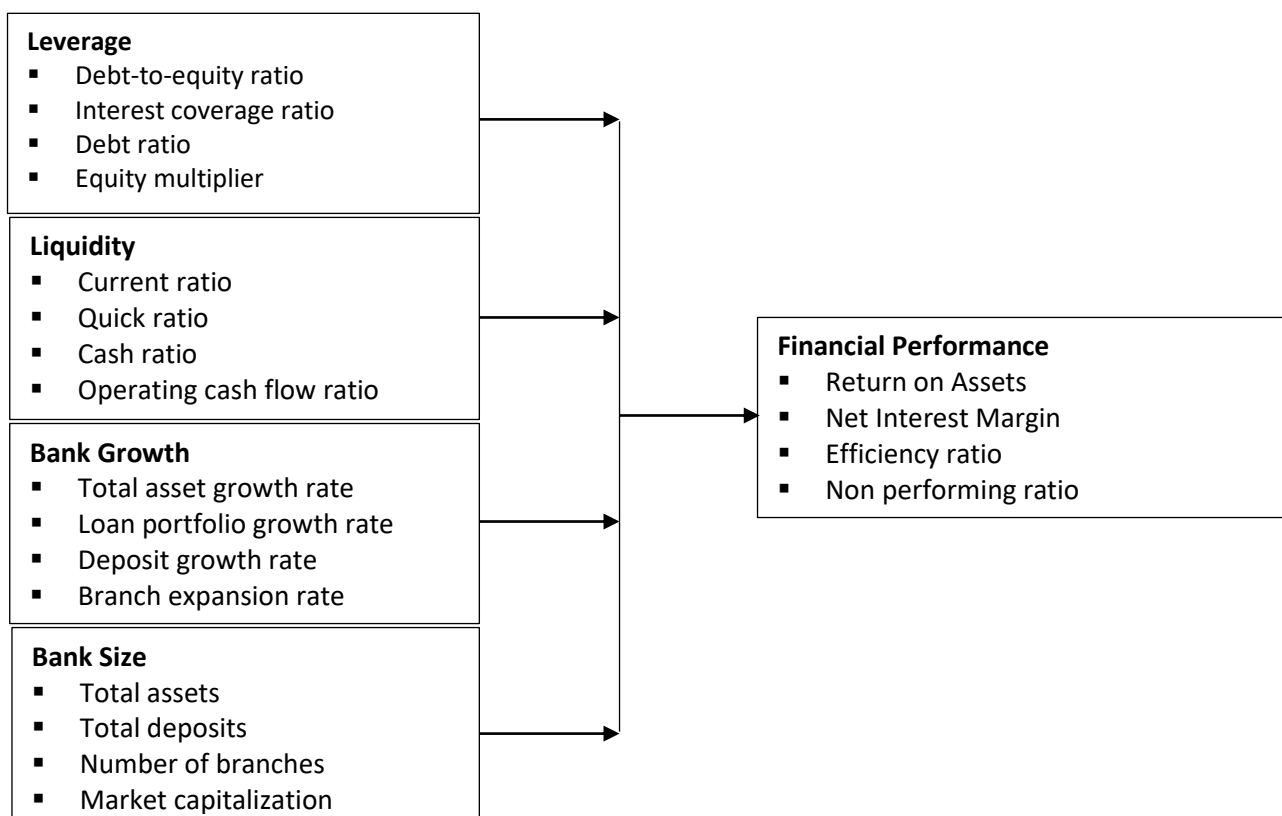 Leverage
▪ Debt-to-equity ratio
▪ Interest coverage ratio
▪ Debt ratio
▪ Equity multiplier
Liquidity
▪ Current ratio
▪ Quick ratio
▪ Cash ratio
▪ Operating cash flow ratio
Bank Growth
▪ Total asset growth rate
▪ Loan portfolio growth rate
▪ Deposit growth rate
▪ Branch expansion rate
Bank Size
▪ Total assets
▪ Total deposits
▪ Number of branches
▪ Market capitalization
Financial Performance
▪ Return on Assets
▪ Net Interest Margin
▪ Efficiency ratio
▪ Non performing ratio